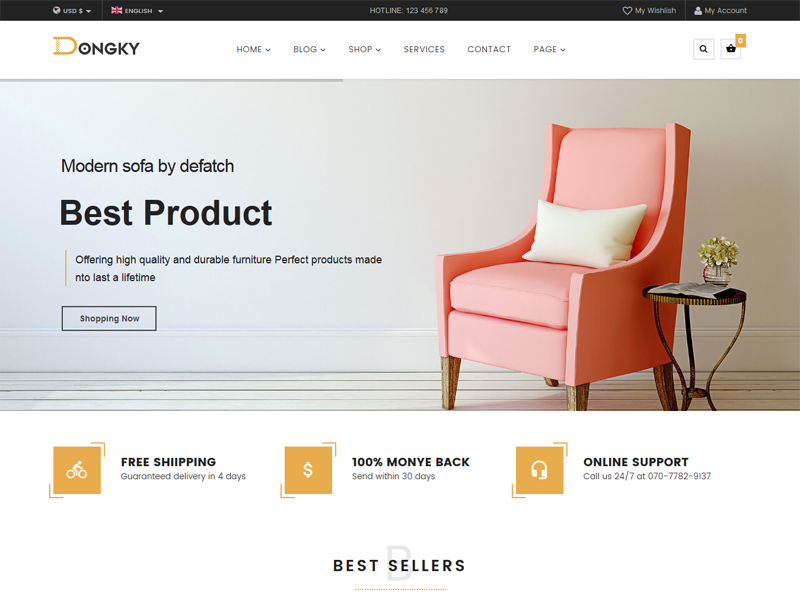 USD $
ENGLISH
HOTLINE: 123 456 789
My Wishlist
My Account
DONGKY
HOME
BLOG
SHOP
SERVICES
CONTACT
PAGE
0
Modern sofa by defatch
Best Product
Offering high quality and durable furniture Perfect products made
nto last a lifetime
Shopping Now
FREE SHIIPPING
Guaranteed delivery in 4 days
$
100% MONYE BACK
Send within 30 days
ONLINE SUPPORT
Call us 24/7 at 070-7782-9137
B
BEST SELLERS